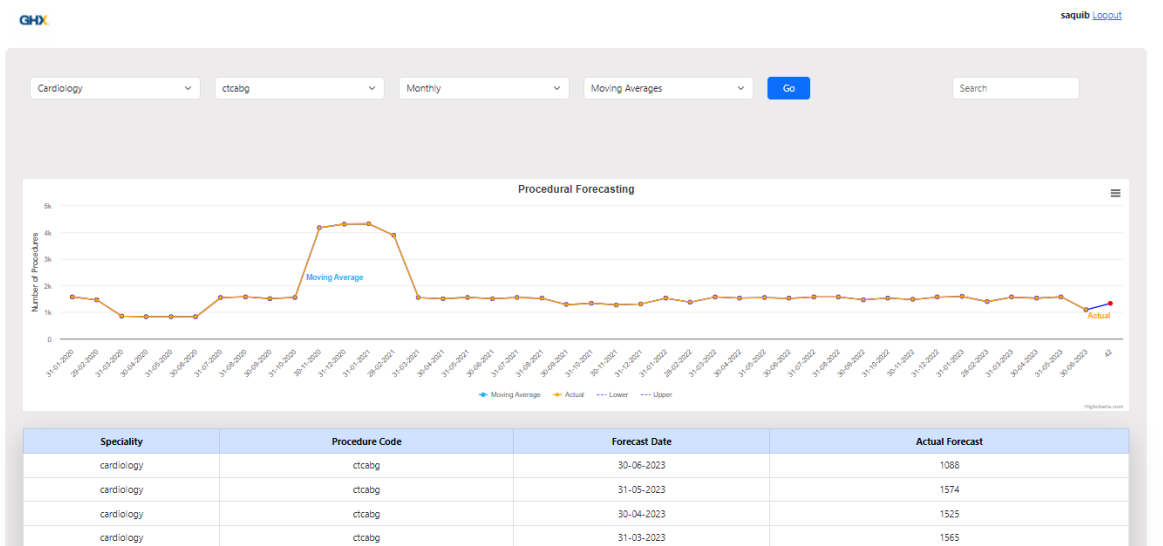 GHX
saquib Logout
Cardiology ctcabg Monthly Moving Averages Go Search
Procedural Forecasting
Number of Procedures
5k
4k
3k
2k
1k
0
Moving Average
Actual
31-01-2020 29-02-2020 31-03-2020 30-04-2020 31-05-2020 30-06-2020 31-07-2020 31-08-2020 30-09-2020 31-10-2020 30-11-2020 31-12-2020 31-01-2021 28-02-2021 31-03-2021 30-04-2021 31-05-2021 30-06-2021 31-07-2021 31-08-2021 30-09-2021 31-10-2021 30-11-2021 31-12-2021 31-01-2022 28-02-2022 31-03-2022 30-04-2022 31-05-2022 30-06-2022 31-07-2022 31-08-2022 30-09-2022 31-10-2022 30-11-2022 31-12-2022 31-01-2023 28-02-2023 31-03-2023 30-04-2023 31-05-2023 30-06-2023 42
Moving Average Actual Lower Upper
Highcharts.com
Speciality Procedure Code Forecast Date Actual Forecast
cardiology ctcabg 30-06-2023 1088
cardiology ctcabg 31-05-2023 1574
cardiology ctcabg 30-04-2023 1525
cardiology ctcabg 31-03-2023 1565